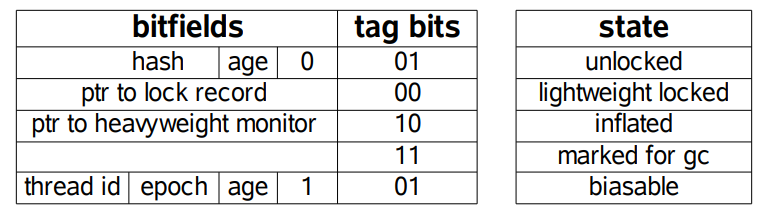 bitfields tag bits state
hash age 0 01 unlocked
ptr to lock record 00 lightweight locked
ptr to heavyweight monitor 10 inflated
11 marked for gc
thread id epoch age 1 01 biasable